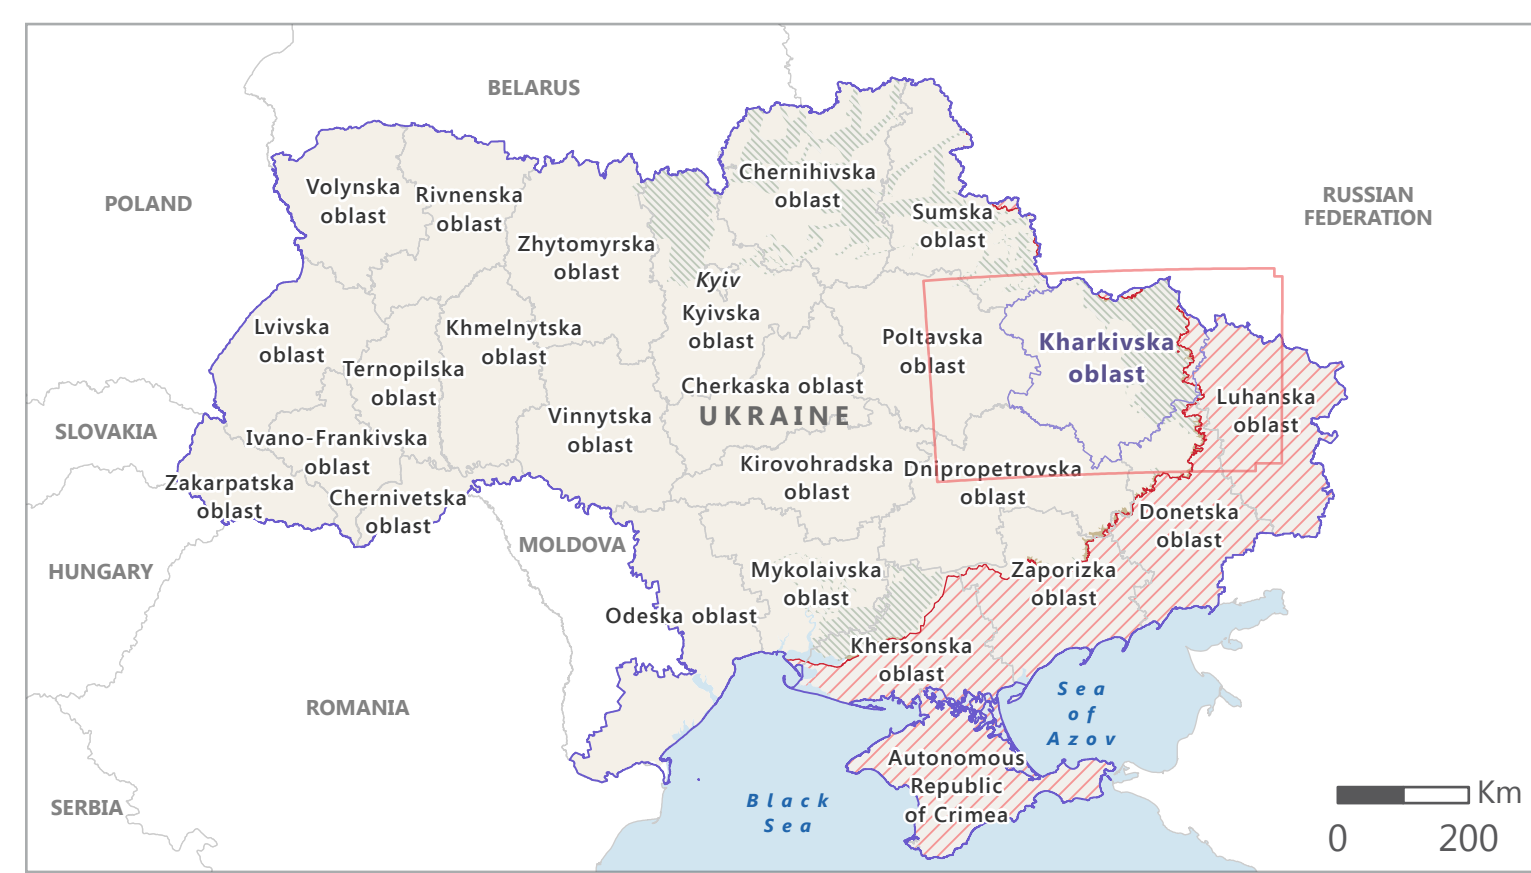 BELARUS
POLAND
RUSSIAN
FEDERATION
Volynska
oblast
Rivnenska
oblast
Zhytomyrska
oblast
Chernihivska
oblast
Sumska
oblast
Kyiv
Kyivska
oblast
Lvivska
oblast
Khmelnytska
oblast
Ternopilska
oblast
Poltavska
oblast
Kharkivska
oblast
Cherkaska oblast
UKRAINE
Luhanska
oblast
SLOVAKIA
Vinnytska
oblast
Ivano-Frankivska
oblast
Kirovohradska
oblast
Dnipropetrovska
oblast
Zakarpatska
oblast
Chernivetska
oblast
Donetska
oblast
MOLDOVA
HUNGARY
Mykolaivska
oblast
Zaporizka
oblast
Odeska oblast
Khersonska
oblast
ROMANIA
Sea
of
Azov
Autonomous
Republic
of Crimea
SERBIA
Black
Sea
Km
0 200